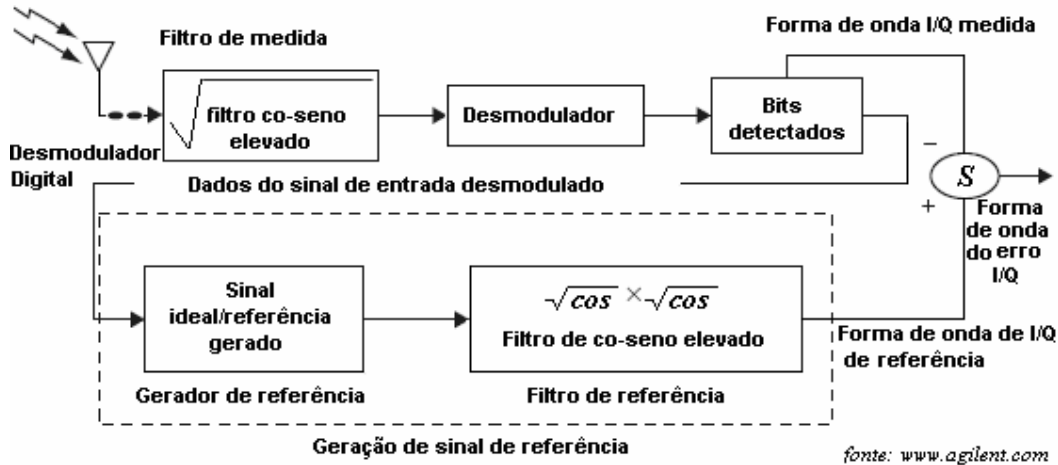 Filtro de medida
Forma de onda I/Q medida
√
filtro co-seno
elevado
Desmodulador
Bits
detectados
Desmodulador
Digital
Dados do sinal de entrada desmodulado
−
S
+
Forma
de onda
do erro
I/Q
Sinal
ideal/referência
gerado
√cos × √cos
Filtro de co-seno elevado
Forma de onda de I/Q
de referência
Gerador de referência
Filtro de referência
Geração de sinal de referência
fonte: www.agilent.com